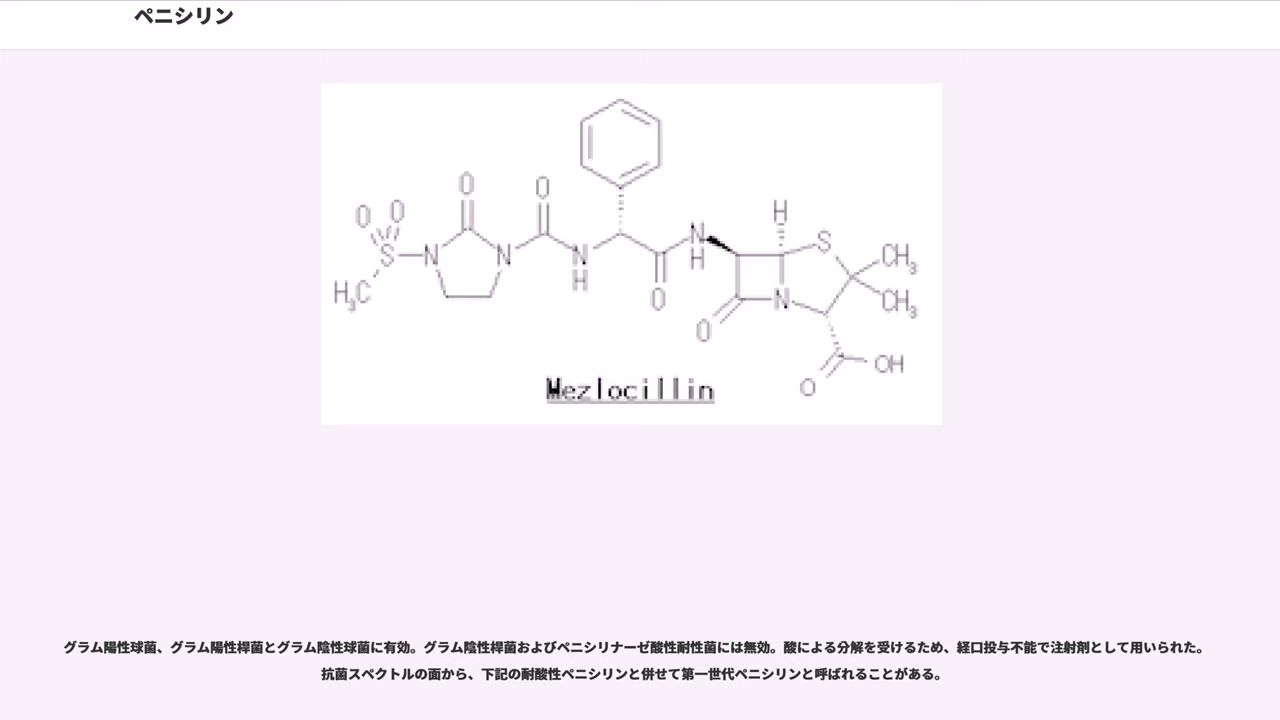 ペニシリン
O
O
O
O
H
S
N
N
N
H
N
H
S
CH3
CH3
H3C
O
O
N
O
OH
Mezlocillin
グラム陽性球菌、グラム陽性桿菌とグラム陰性球菌に有効。グラム陰性桿菌およびペニシリナーゼ酸性耐性菌には無効。酸による分解を受けるため、経口投与不能で注射剤として用いられた。
抗菌スペクトルの面から、下記の耐酸性ペニシリンと併せて第一世代ペニシリンと呼ばれることがある。